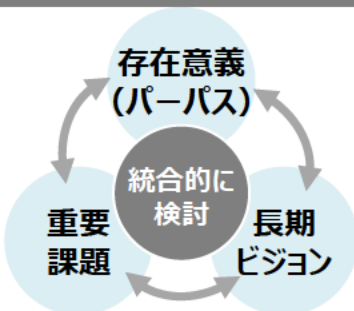 存在意義
(パーパス)
統合的に
検討
重要
課題
長期
ビジョン